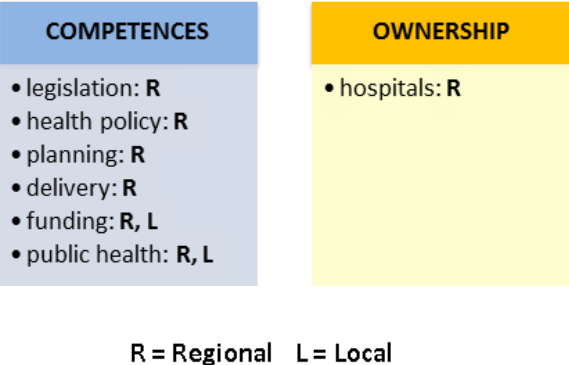 COMPETENCES
• legislation: R
• health policy: R
• planning: R
• delivery: R
• funding: R, L
• public health: R, L
OWNERSHIP
• hospitals: R
R = Regional L = Local